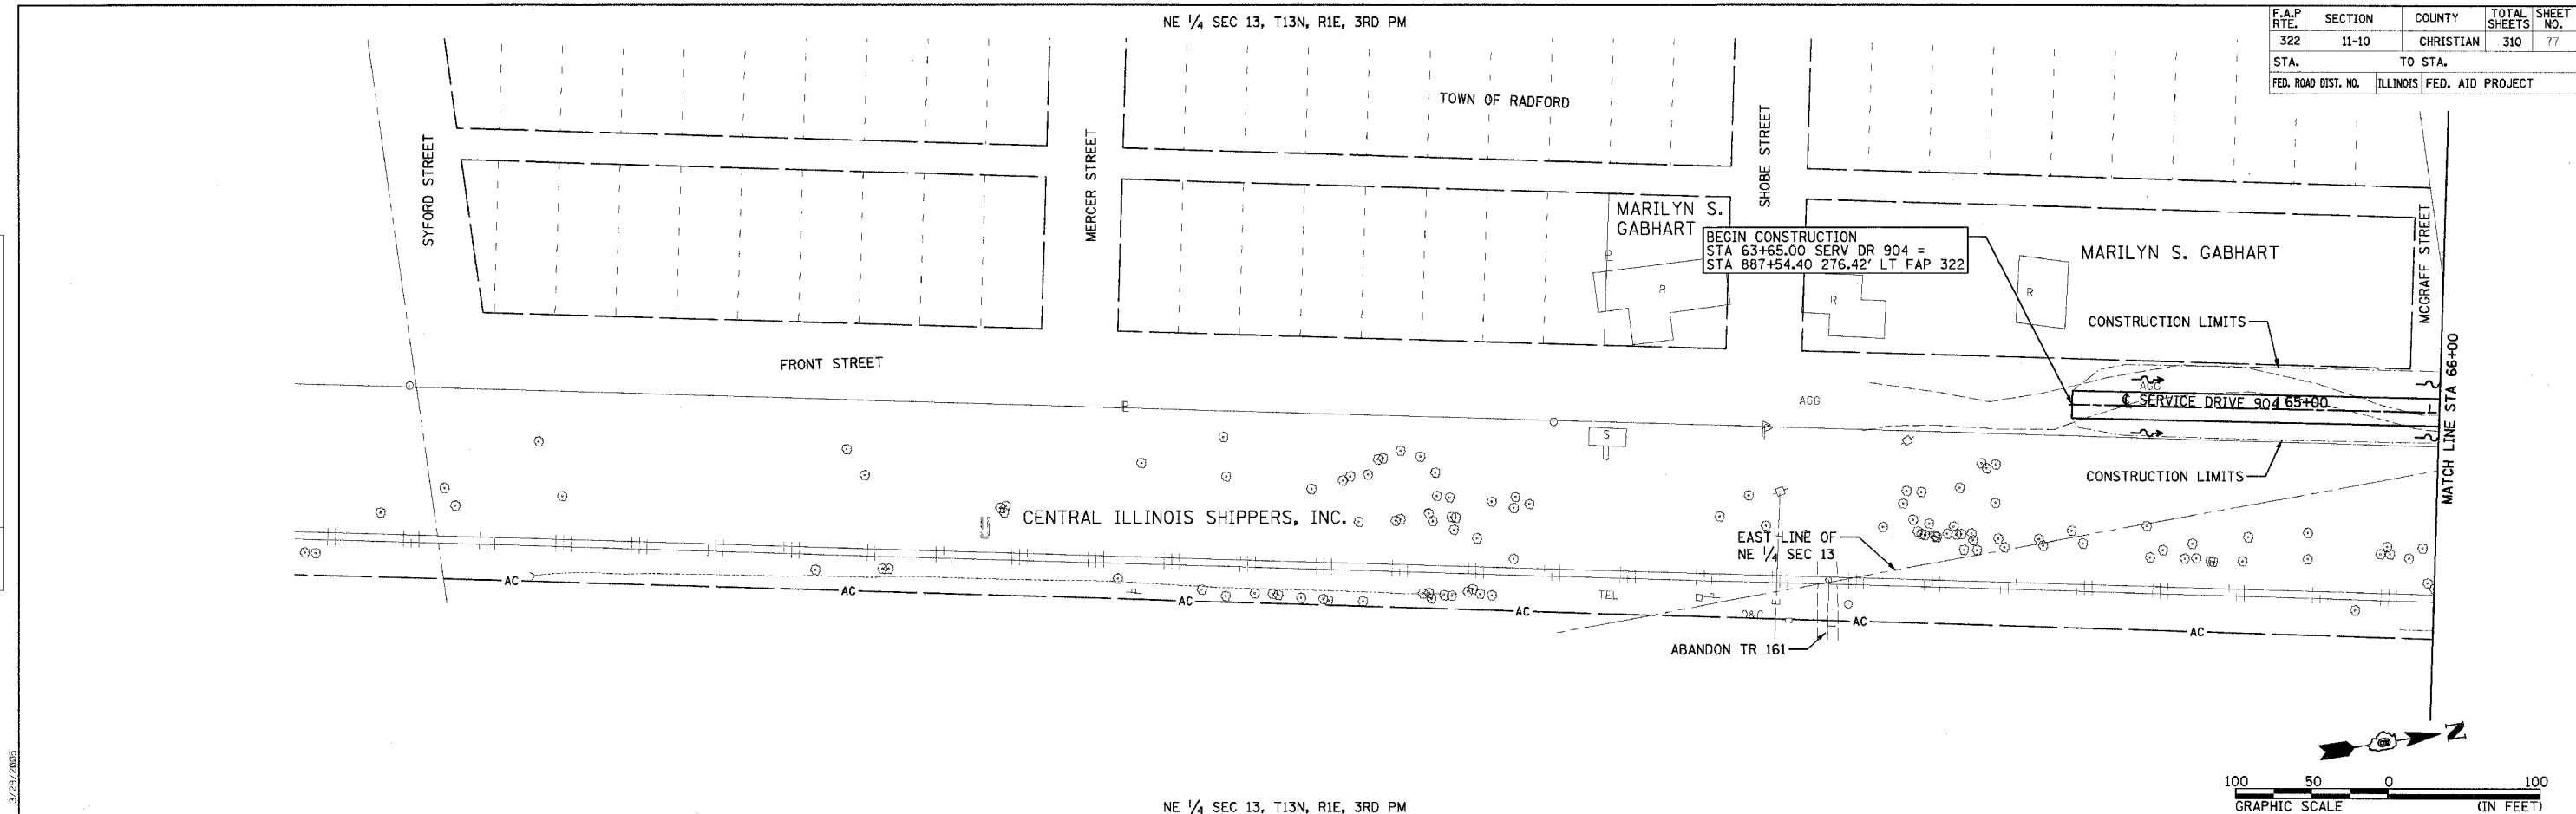 NE 1/4 SEC 13, T13N, R1E, 3RD PM
F.A.P RTE. SECTION COUNTY TOTAL SHEETS SHEET NO.
322 11-10 CHRISTIAN 310 77
STA. TO STA.
FED. ROAD DIST. NO. ILLINOIS FED. AID PROJECT
TOWN OF RADFORD
SYFORD STREET
MERCER STREET
SHOBE STREET
MCGRAFF STREET
MARILYN S.
GABHART
BEGIN CONSTRUCTION
STA 63+65.00 SERV DR 904 =
STA 887+54.40 276.42' LT FAP 322
MARILYN S. GABHART
P
R
R
R
CONSTRUCTION LIMITS
FRONT STREET
MATCH LINE STA 66+00
AGG
AGG
℄ SERVICE DRIVE 904 65+00
P
S
P
CONSTRUCTION LIMITS
CENTRAL ILLINOIS SHIPPERS, INC.
EAST LINE OF
NE 1/4 SEC 13
AC
AC
AC
AC
AC
AC
TEL
O&C
ABANDON TR 161
N
3/29/2005
100 50 0 100
GRAPHIC SCALE (IN FEET)
NE 1/4 SEC 13, T13N, R1E, 3RD PM